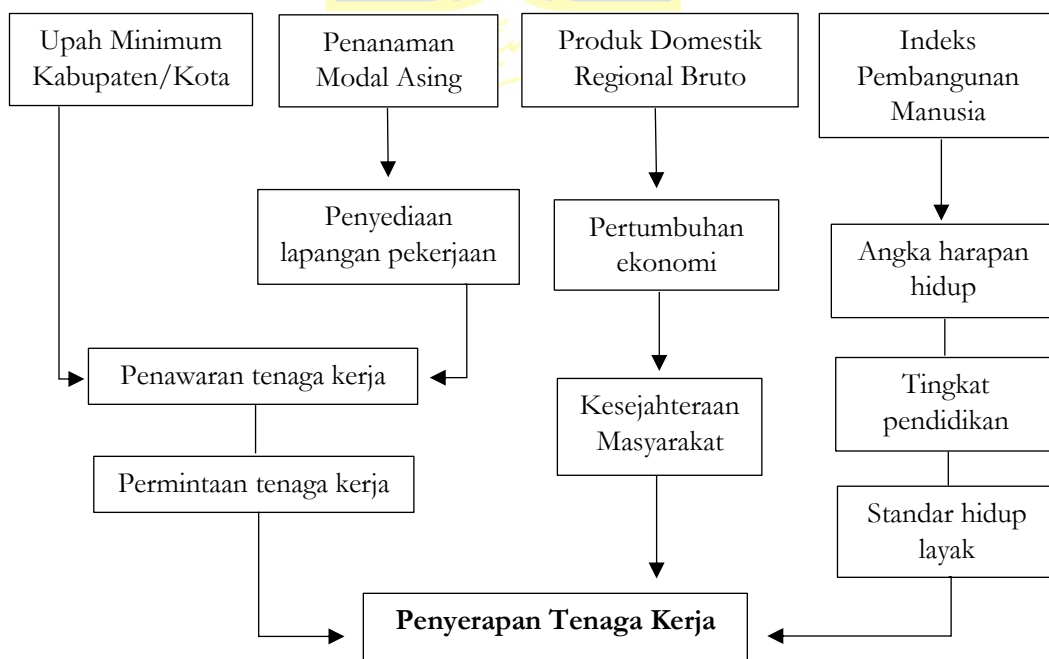 Upah Minimum
Kabupaten/Kota
Penanaman
Modal Asing
Produk Domestik
Regional Bruto
Indeks
Pembangunan
Manusia
Penyediaan
lapangan pekerjaan
Pertumbuhan
ekonomi
Angka harapan
hidup
Penawaran tenaga kerja
Kesejahteraan
Masyarakat
Tingkat
pendidikan
Permintaan tenaga kerja
Standar hidup
layak
Penyerapan Tenaga Kerja